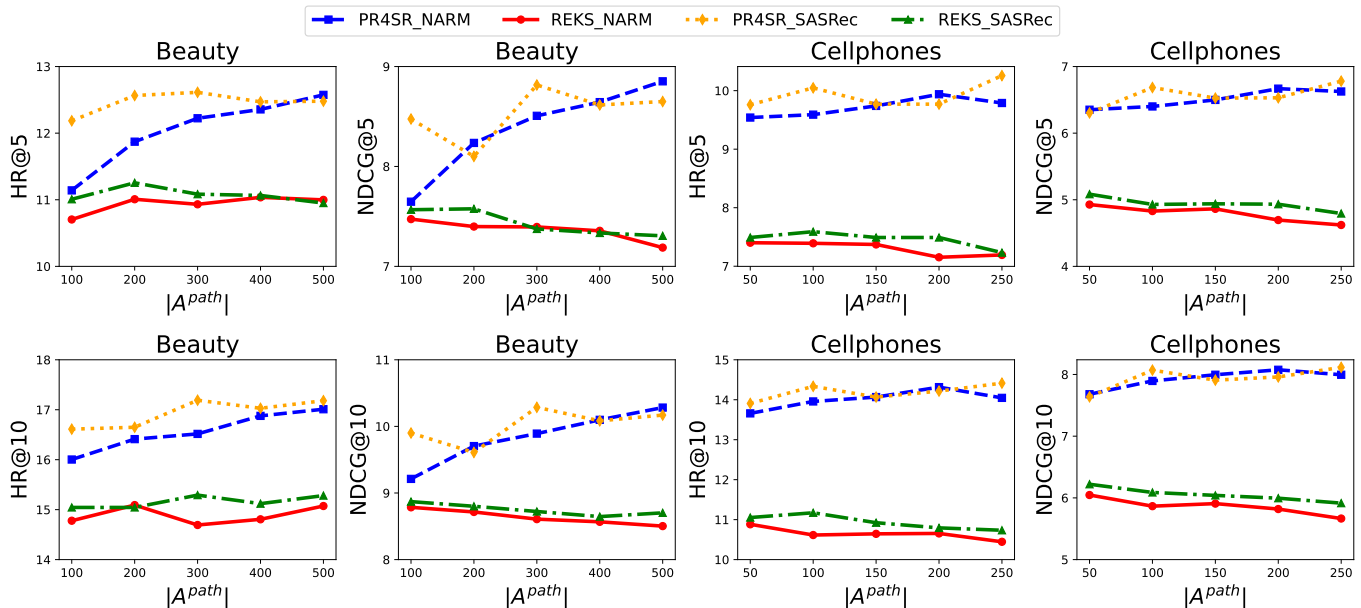 PR4SR_NARM REKS_NARM PR4SR_SASRec REKS_SASRec
Beauty
HR@5
13
12
11
10
100 200 300 400 500
|A^{path}|
Beauty
NDCG@5
9
8
7
100 200 300 400 500
|A^{path}|
Cellphones
HR@5
10
9
8
7
50 100 150 200 250
|A^{path}|
Cellphones
NDCG@5
7
6
5
4
50 100 150 200 250
|A^{path}|
Beauty
HR@10
18
17
16
15
14
100 200 300 400 500
|A^{path}|
Beauty
NDCG@10
11
10
9
8
100 200 300 400 500
|A^{path}|
Cellphones
HR@10
15
14
13
12
11
10
50 100 150 200 250
|A^{path}|
Cellphones
NDCG@10
8
7
6
5
50 100 150 200 250
|A^{path}|